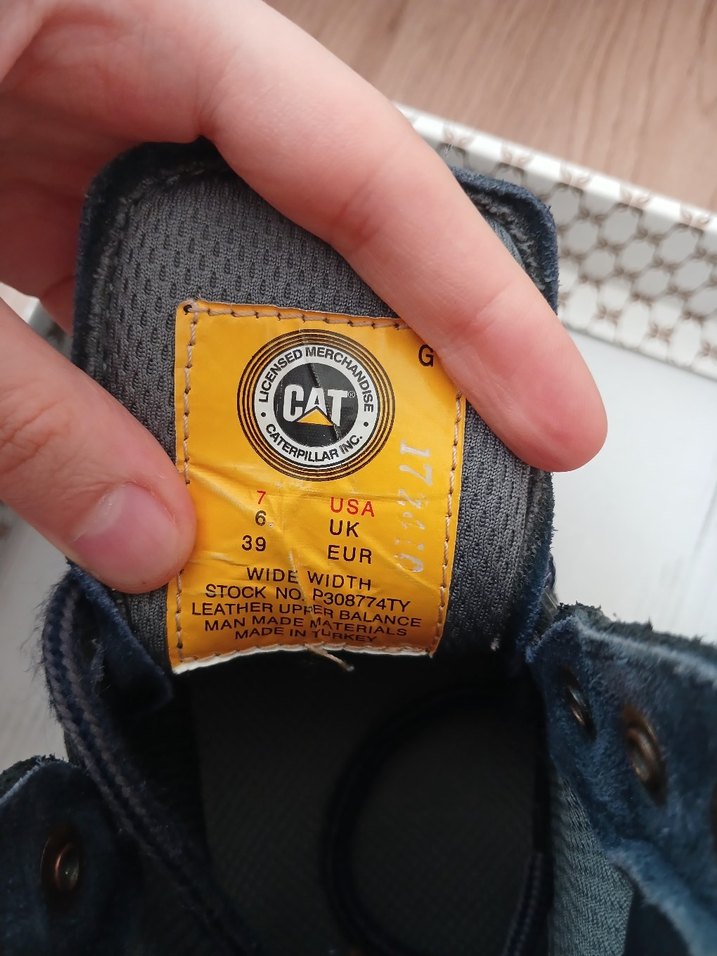 G
LICENSED MERCHANDISE
CAT®
CATERPILLAR INC.
7 USA
6 UK
39 EUR
WIDE WIDTH
STOCK NO. P308774TY
LEATHER UPPER BALANCE
MAN MADE MATERIALS
MADE IN TURKEY